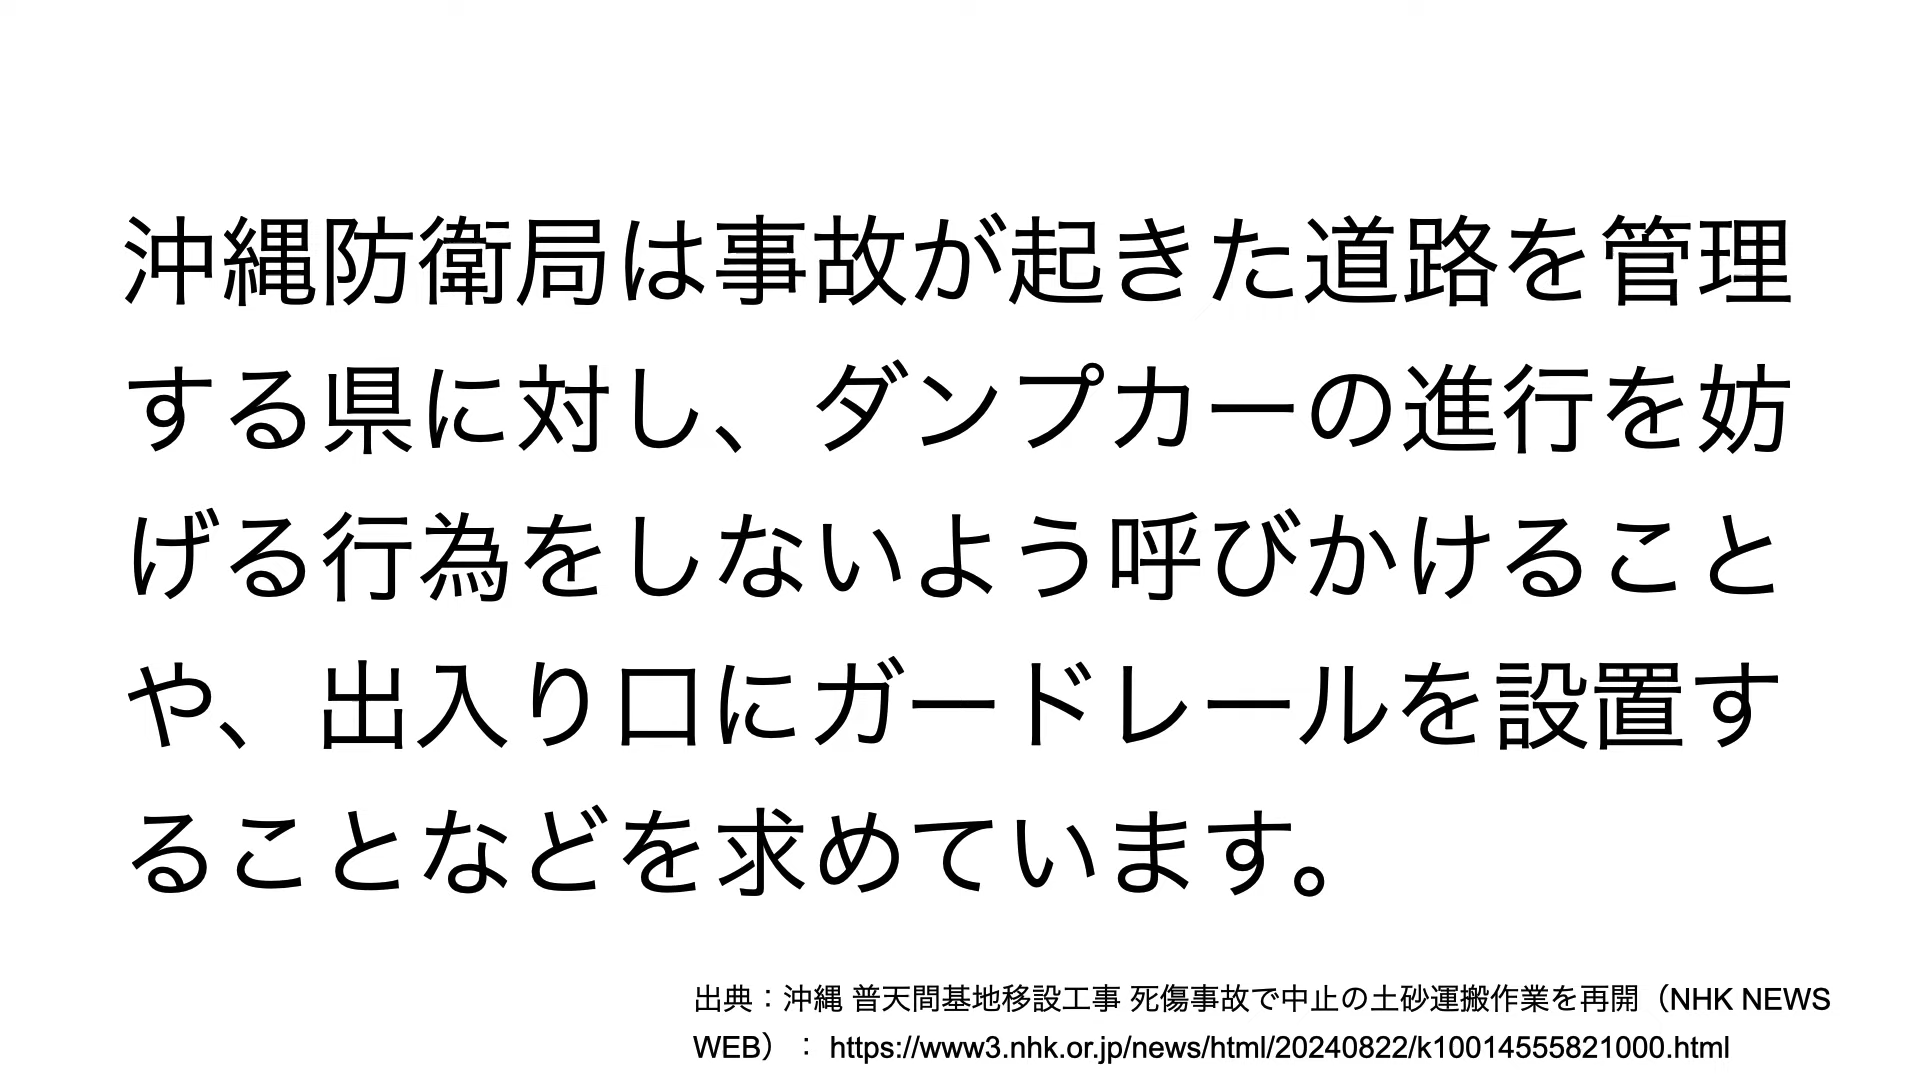 沖縄防衛局は事故が起きた道路を管理
する県に対し、ダンプカーの進行を妨
げる行為をしないよう呼びかけること
や、出入り口にガードレールを設置す
ることなどを求めています。
出典：沖縄 普天間基地移設工事 死傷事故で中止の土砂運搬作業を再開（NHK NEWS
WEB）： https://www3.nhk.or.jp/news/html/20240822/k10014555821000.html